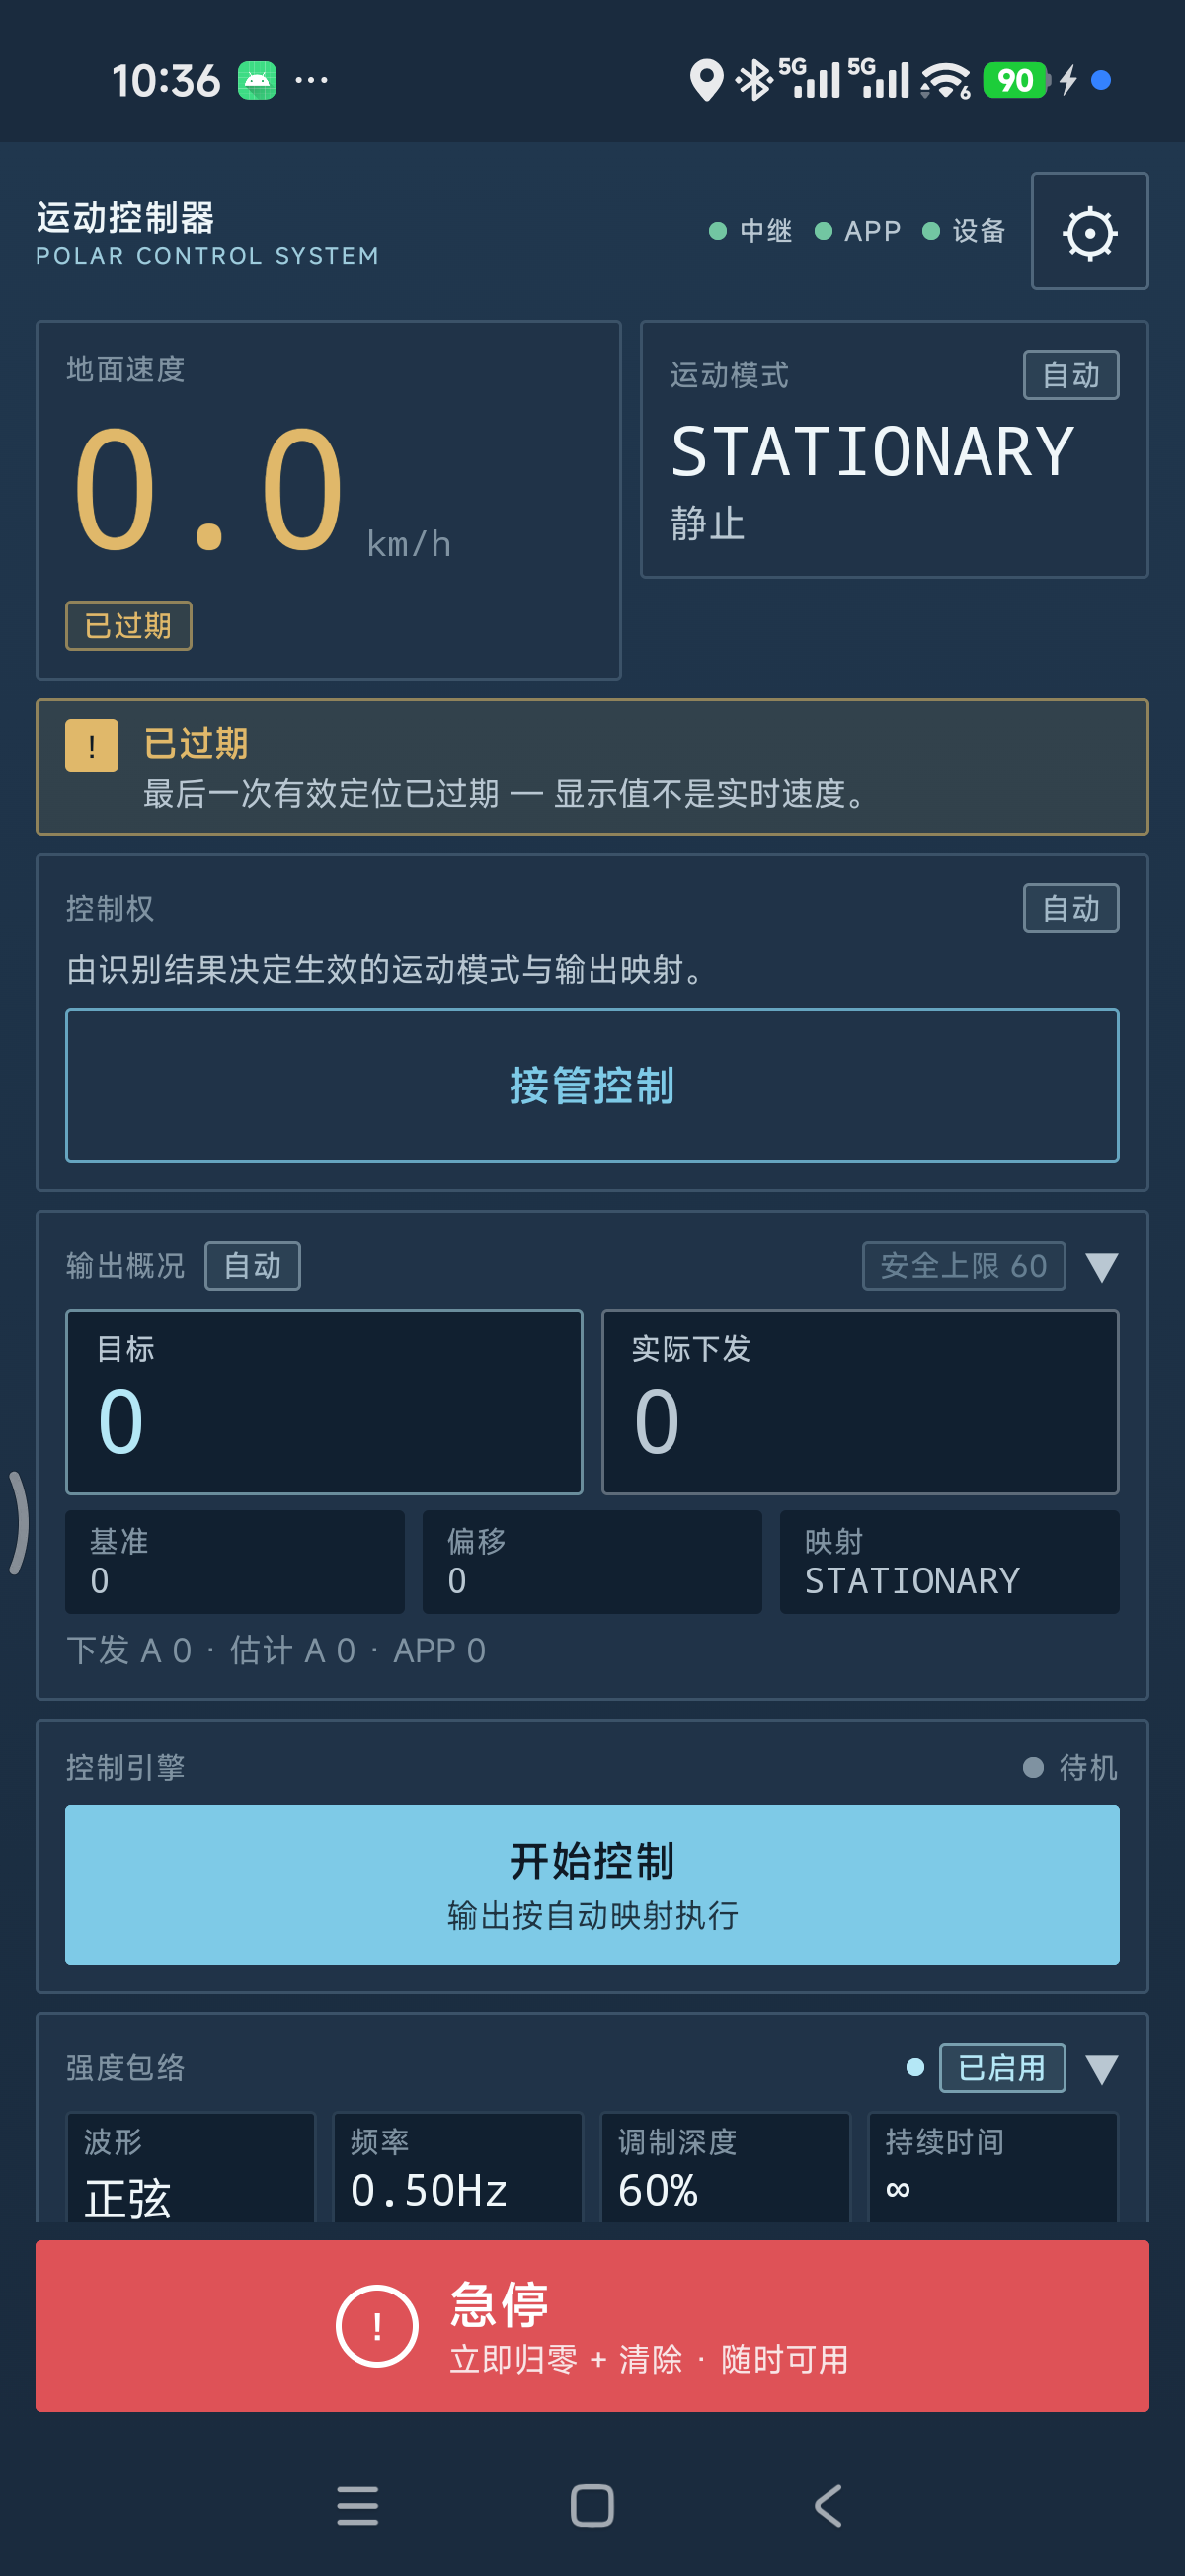 10:36 ... 5G 5G 6 90
运动控制器
POLAR CONTROL SYSTEM
中继 APP 设备
地面速度
0.0 km/h
已过期
运动模式 自动
STATIONARY
静止
! 已过期
最后一次有效定位已过期 — 显示值不是实时速度。
控制权 自动
由识别结果决定生效的运动模式与输出映射。
接管控制
输出概况 自动 安全上限 60 ▼
目标
0
实际下发
0
基准
0
偏移
0
映射
STATIONARY
下发 A 0 · 估计 A 0 · APP 0
控制引擎 待机
开始控制
输出按自动映射执行
强度包络 已启用 ▼
波形
正弦
频率
0.50Hz
调制深度
60%
持续时间
∞
! 急停
立即归零 + 清除 · 随时可用